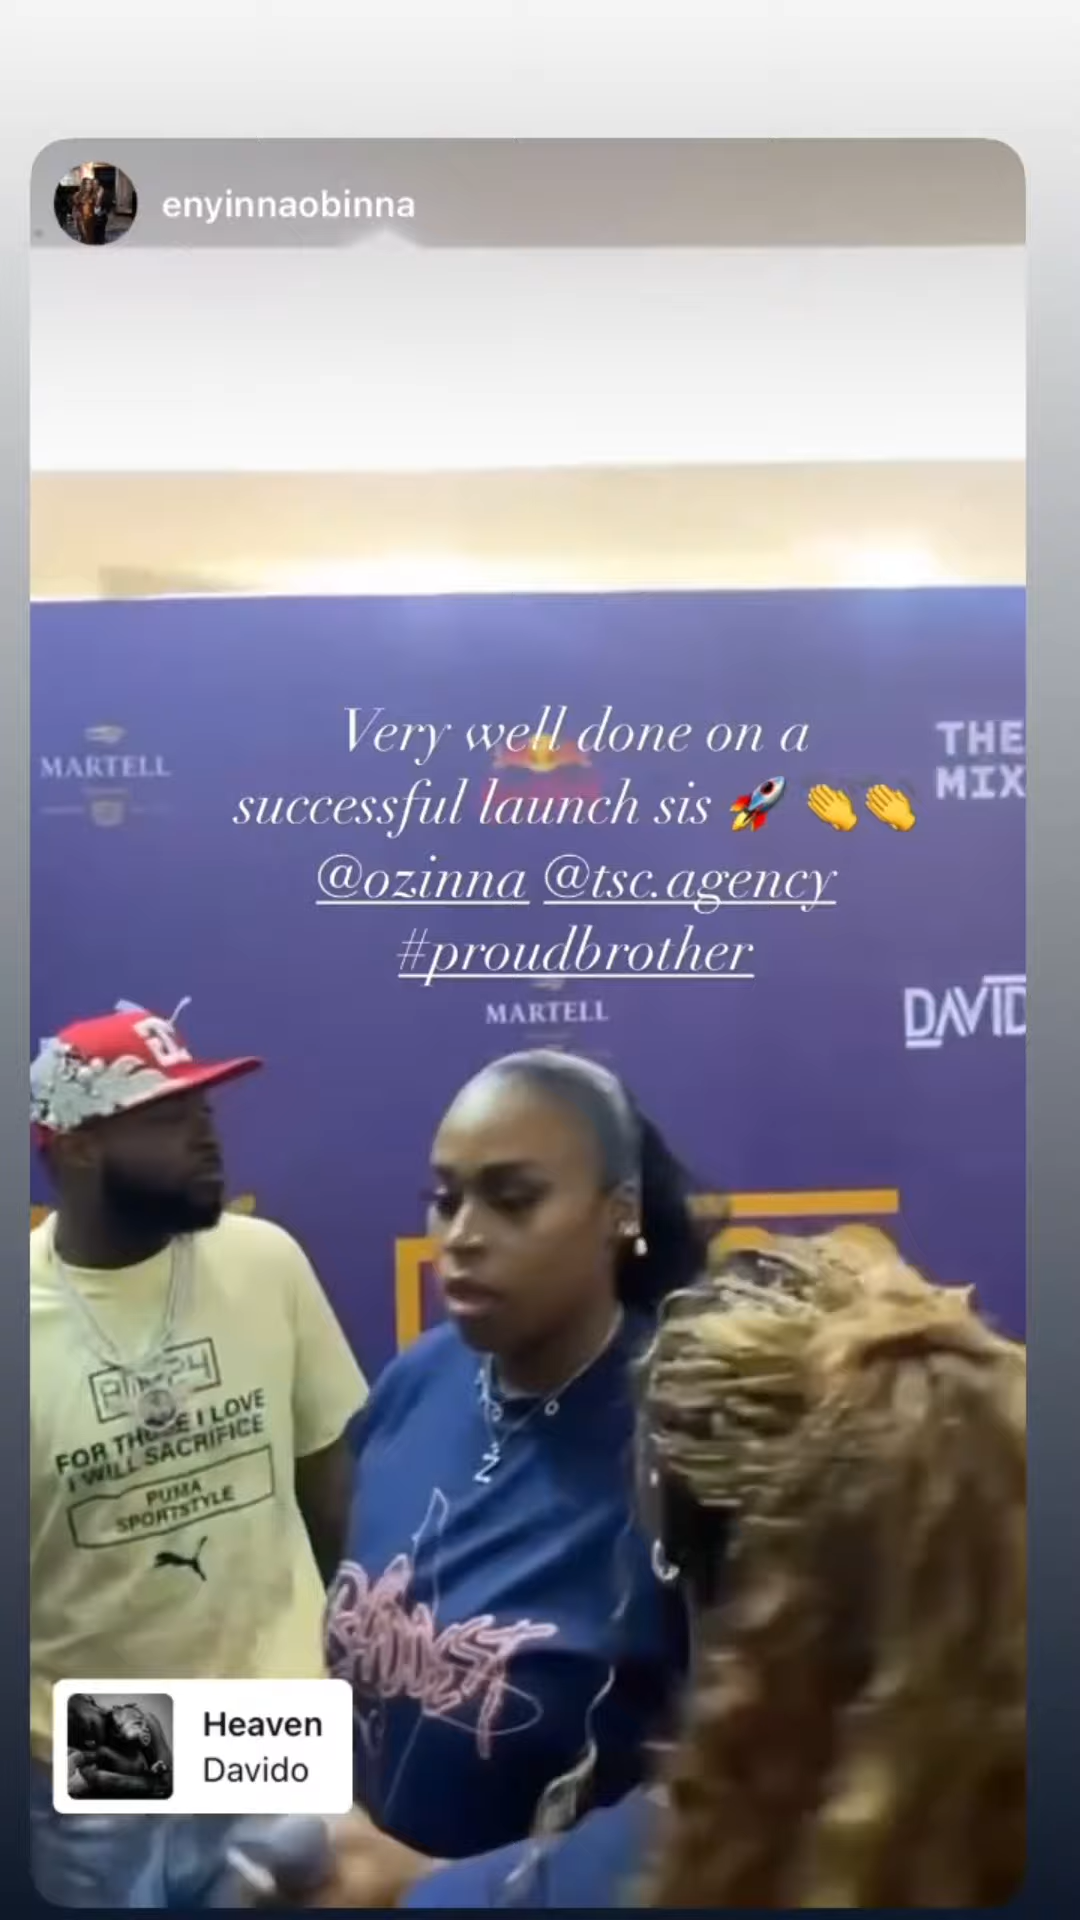 enyinnaobinna
MARTELL
THE
MIX
Very well done on a
successful launch sis 🚀 👏👏
@ozinna @tsc.agency
#proudbrother
MARTELL
DAVID
FOR THOSE I LOVE
I WILL SACRIFICE
PUMA
SPORTSTYLE
Heaven
Davido